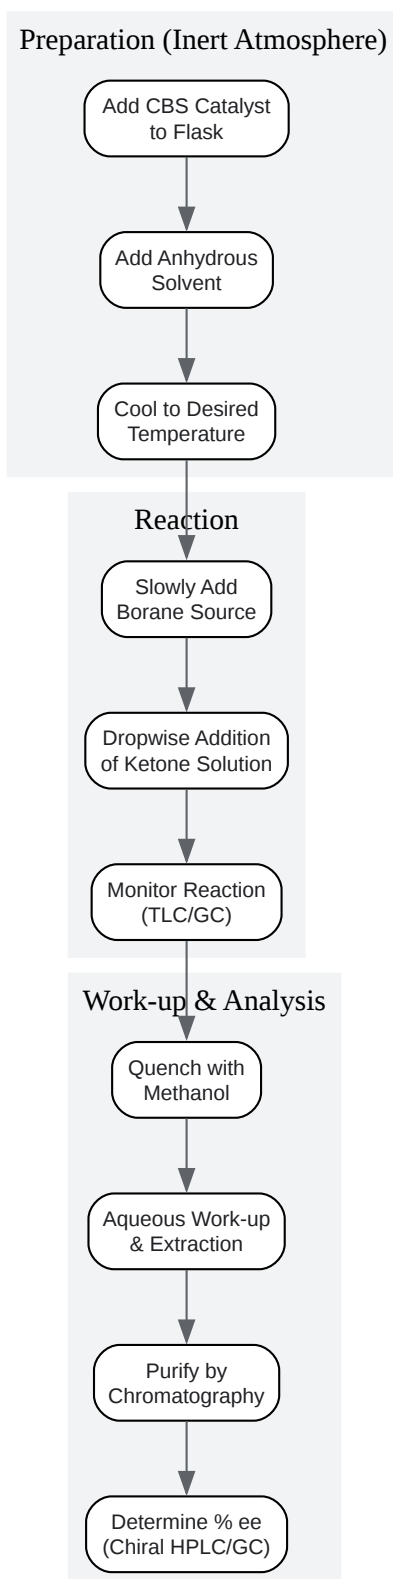 Preparation (Inert Atmosphere)
Add CBS Catalyst
to Flask
Add Anhydrous
Solvent
Cool to Desired
Temperature
Reaction
Slowly Add
Borane Source
Dropwise Addition
of Ketone Solution
Monitor Reaction
(TLC/GC)
Work-up & Analysis
Quench with
Methanol
Aqueous Work-up
& Extraction
Purify by
Chromatography
Determine % ee
(Chiral HPLC/GC)